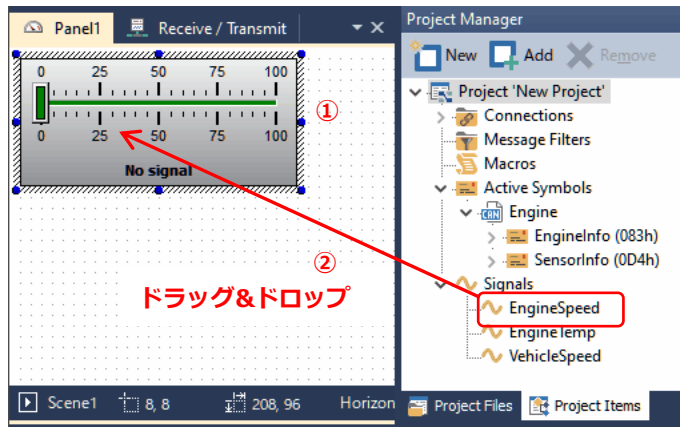 Panel1
Receive / Transmit
0 25 50 75 100
0 25 50 75 100
No signal
①
②
ドラッグ&ドロップ
Scene1
8, 8
208, 96
Horizon
Project Manager
New
Add
Remove
Project 'New Project'
Connections
Message Filters
Macros
Active Symbols
CAN
Engine
EngineInfo (083h)
SensorInfo (0D4h)
Signals
EngineSpeed
EngineTemp
VehicleSpeed
Project Files
Project Items